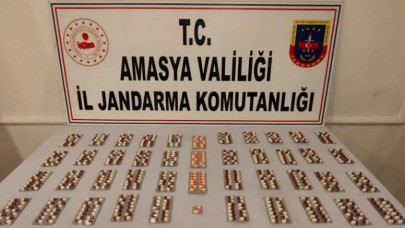 T.C.
AMASYA VALİLİĞİ
İL JANDARMA KOMUTANLIĞI